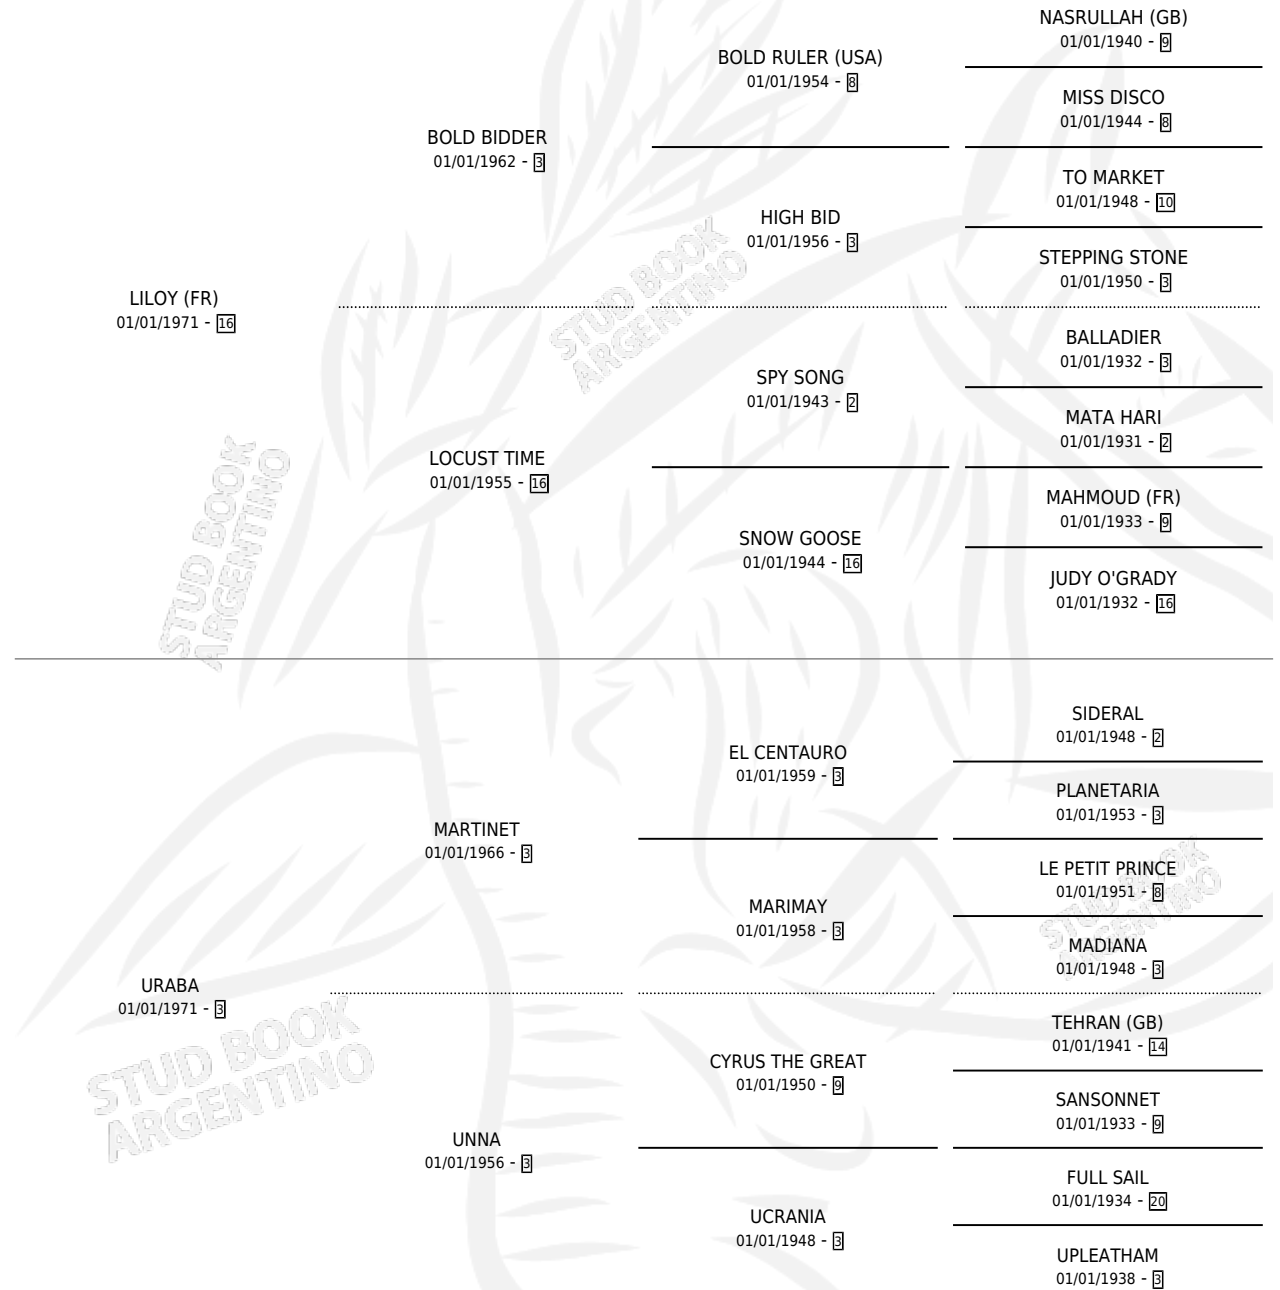 NASRULLAH (GB)
01/01/1940 - 9
BOLD RULER (USA)
01/01/1954 - 8
MISS DISCO
01/01/1944 - 8
BOLD BIDDER
01/01/1962 - 3
TO MARKET
01/01/1948 - 10
HIGH BID
01/01/1956 - 3
STEPPING STONE
01/01/1950 - 3
LILOY (FR)
01/01/1971 - 16
BALLADIER
01/01/1932 - 3
SPY SONG
01/01/1943 - 2
MATA HARI
01/01/1931 - 2
LOCUST TIME
01/01/1955 - 16
MAHMOUD (FR)
01/01/1933 - 9
SNOW GOOSE
01/01/1944 - 16
JUDY O'GRADY
01/01/1932 - 16
SIDERAL
01/01/1948 - 2
EL CENTAURO
01/01/1959 - 3
PLANETARIA
01/01/1953 - 3
MARTINET
01/01/1966 - 3
LE PETIT PRINCE
01/01/1951 - 8
MARIMAY
01/01/1958 - 3
MADIANA
01/01/1948 - 3
URABA
01/01/1971 - 3
TEHRAN (GB)
01/01/1941 - 14
CYRUS THE GREAT
01/01/1950 - 9
SANSONNET
01/01/1933 - 9
UNNA
01/01/1956 - 3
FULL SAIL
01/01/1934 - 20
UCRANIA
01/01/1948 - 3
UPLEATHAM
01/01/1938 - 3
STUD BOOK
ARGENTINO
STUD BOOK
ARGENTINO
STUD BOOK
ARGENTINO
STUD BOOK
ARGENTINO